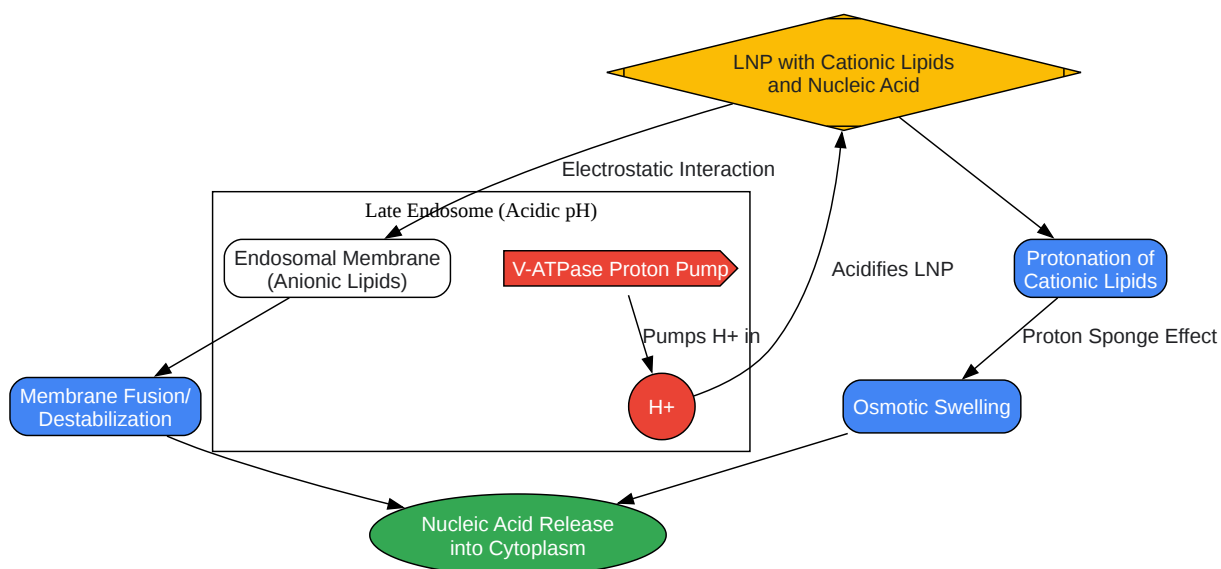 LNP with Cationic Lipids
and Nucleic Acid
Electrostatic Interaction
Late Endosome (Acidic pH)
Endosomal Membrane
(Anionic Lipids)
V-ATPase Proton Pump
Acidifies LNP
Protonation of
Cationic Lipids
Pumps H+ in
Proton Sponge Effect
Membrane Fusion/
Destabilization
H+
Osmotic Swelling
Nucleic Acid Release
into Cytoplasm